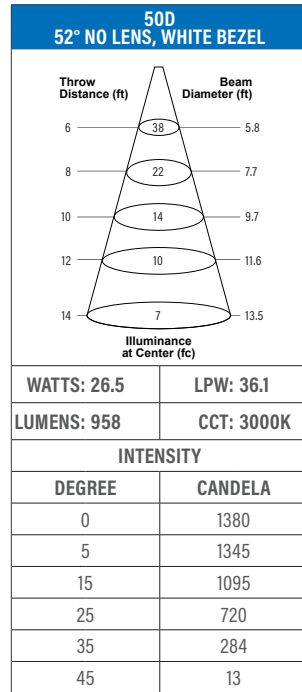 50D
52° NO LENS, WHITE BEZEL
Throw Beam
Distance (ft) Diameter (ft)
6 38 5.8
8 22 7.7
10 14 9.7
12 10 11.6
14 7 13.5
Illuminance
at Center (fc)
WATTS: 26.5 LPW: 36.1
LUMENS: 958 CCT: 3000K
INTENSITY
DEGREE CANDELA
0 1380
5 1345
15 1095
25 720
35 284
45 13